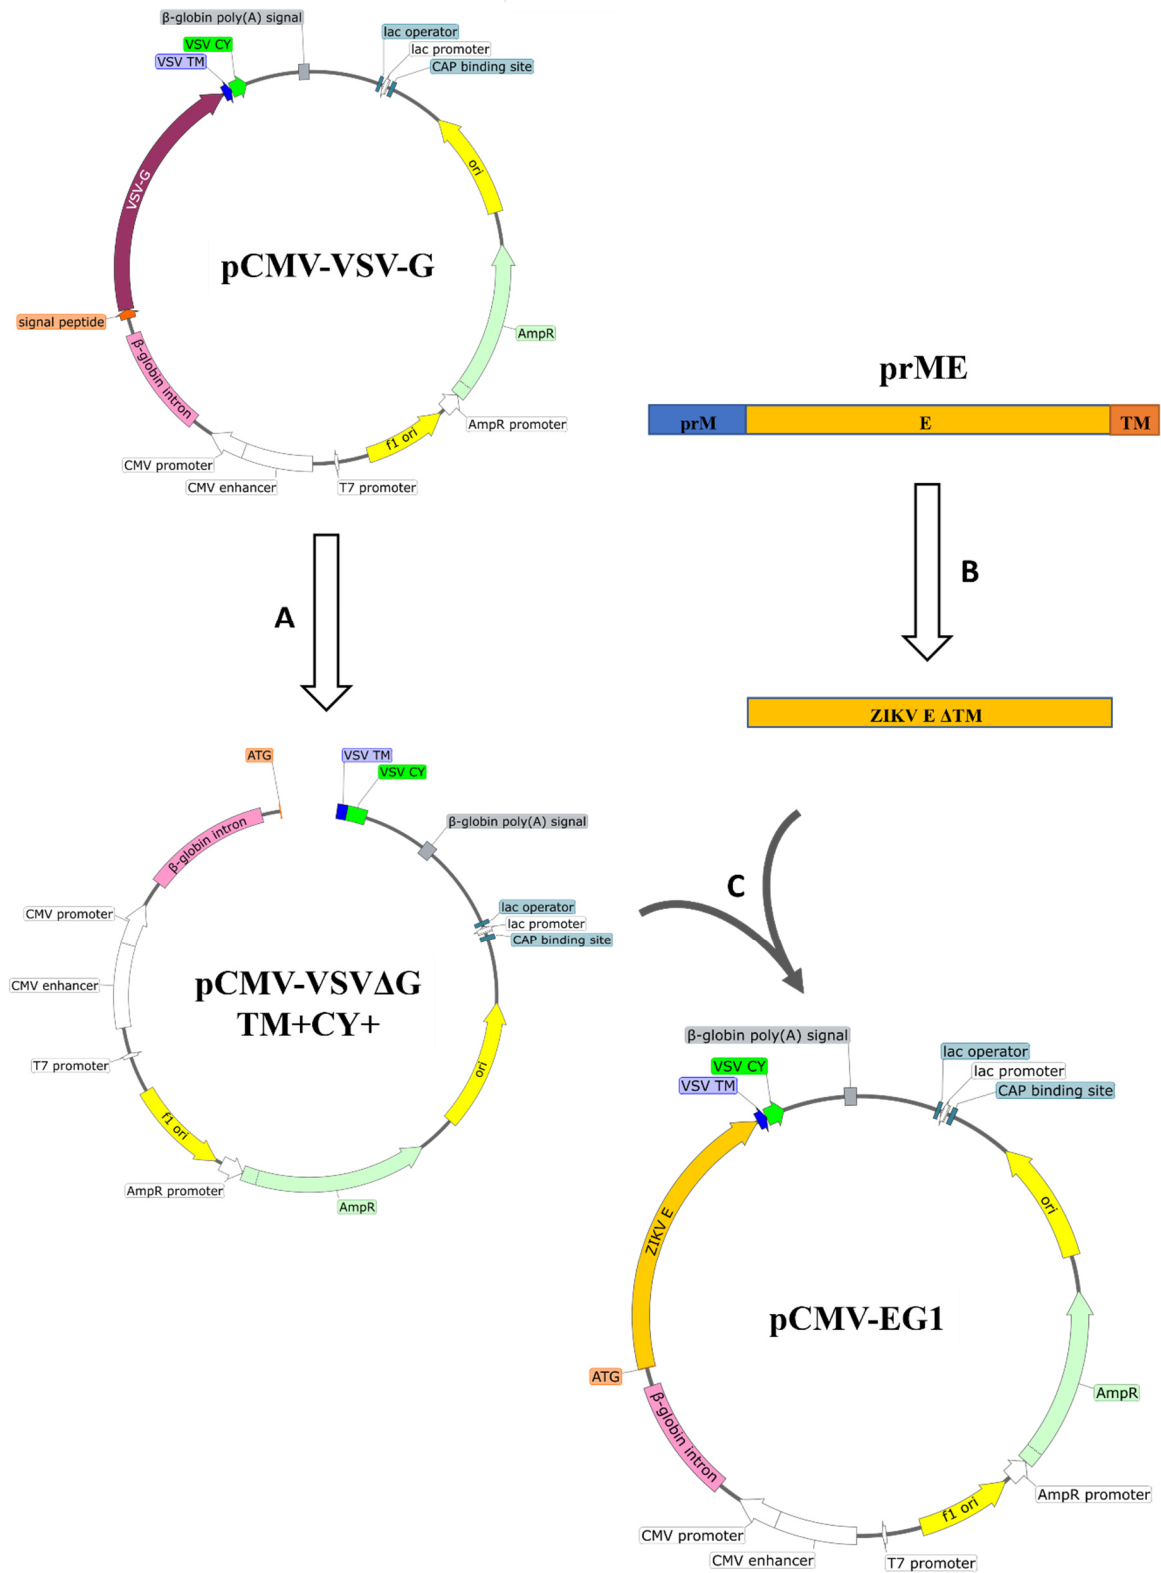 β-globin poly(A) signal
lac operator
VSV CY
lac promoter
VSV TM
CAP binding site
ori
VSV-G
pCMV-VSV-G
signal peptide
AmpR
β-globin intron
prME
prM
E
TM
AmpR promoter
f1 ori
CMV promoter
CMV enhancer
T7 promoter
B
A
ZIKV E ΔTM
ATG
VSV TM
VSV CY
β-globin poly(A) signal
β-globin intron
C
lac operator
CMV promoter
lac promoter
CAP binding site
pCMV-VSVΔG
CMV enhancer
TM+CY+
T7 promoter
ori
f1 ori
AmpR promoter
AmpR
β-globin poly(A) signal
lac operator
VSV CY
lac promoter
VSV TM
CAP binding site
ori
ZIKV E
pCMV-EG1
ATG
AmpR
β-globin intron
AmpR promoter
f1 ori
CMV promoter
CMV enhancer
T7 promoter